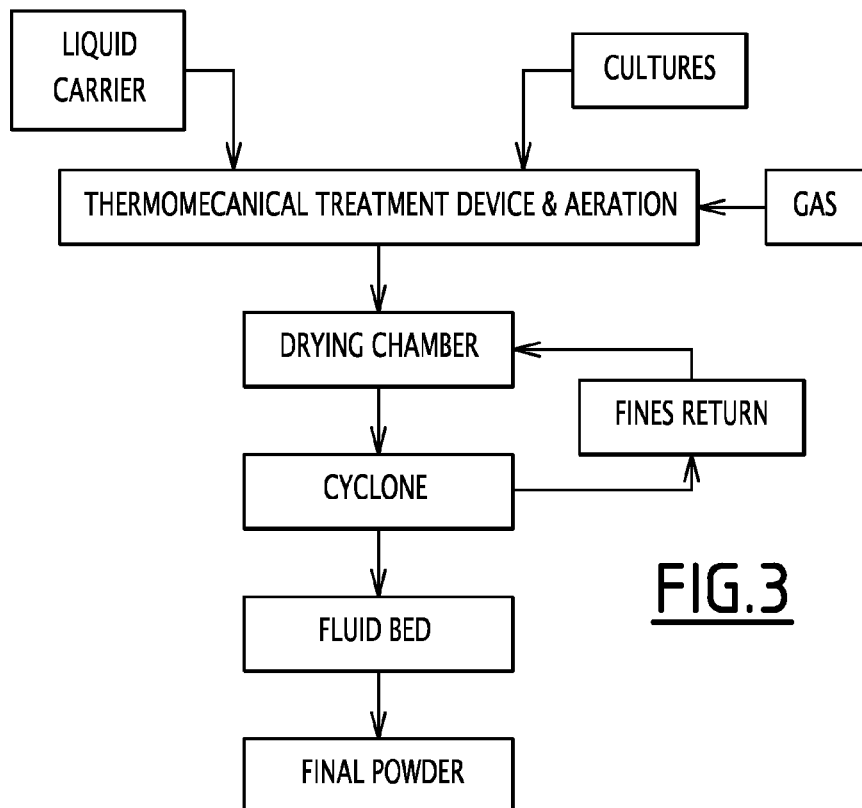 LIQUID
CARRIER
CULTURES
THERMOMECANICAL TREATMENT DEVICE & AERATION
GAS
DRYING CHAMBER
FINES RETURN
CYCLONE
FLUID BED
FIG.3
FINAL POWDER